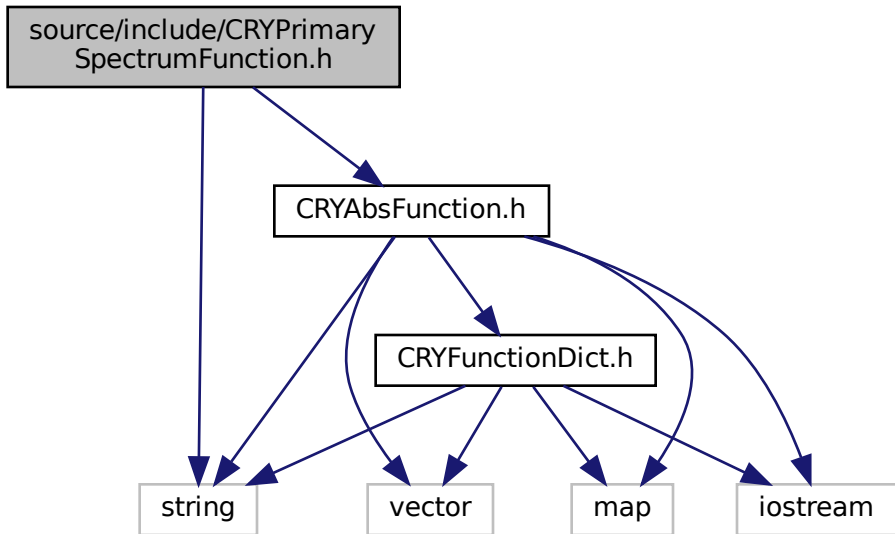 source/include/CRYPrimary
SpectrumFunction.h
CRYAbsFunction.h
CRYFunctionDict.h
string
vector
map
iostream